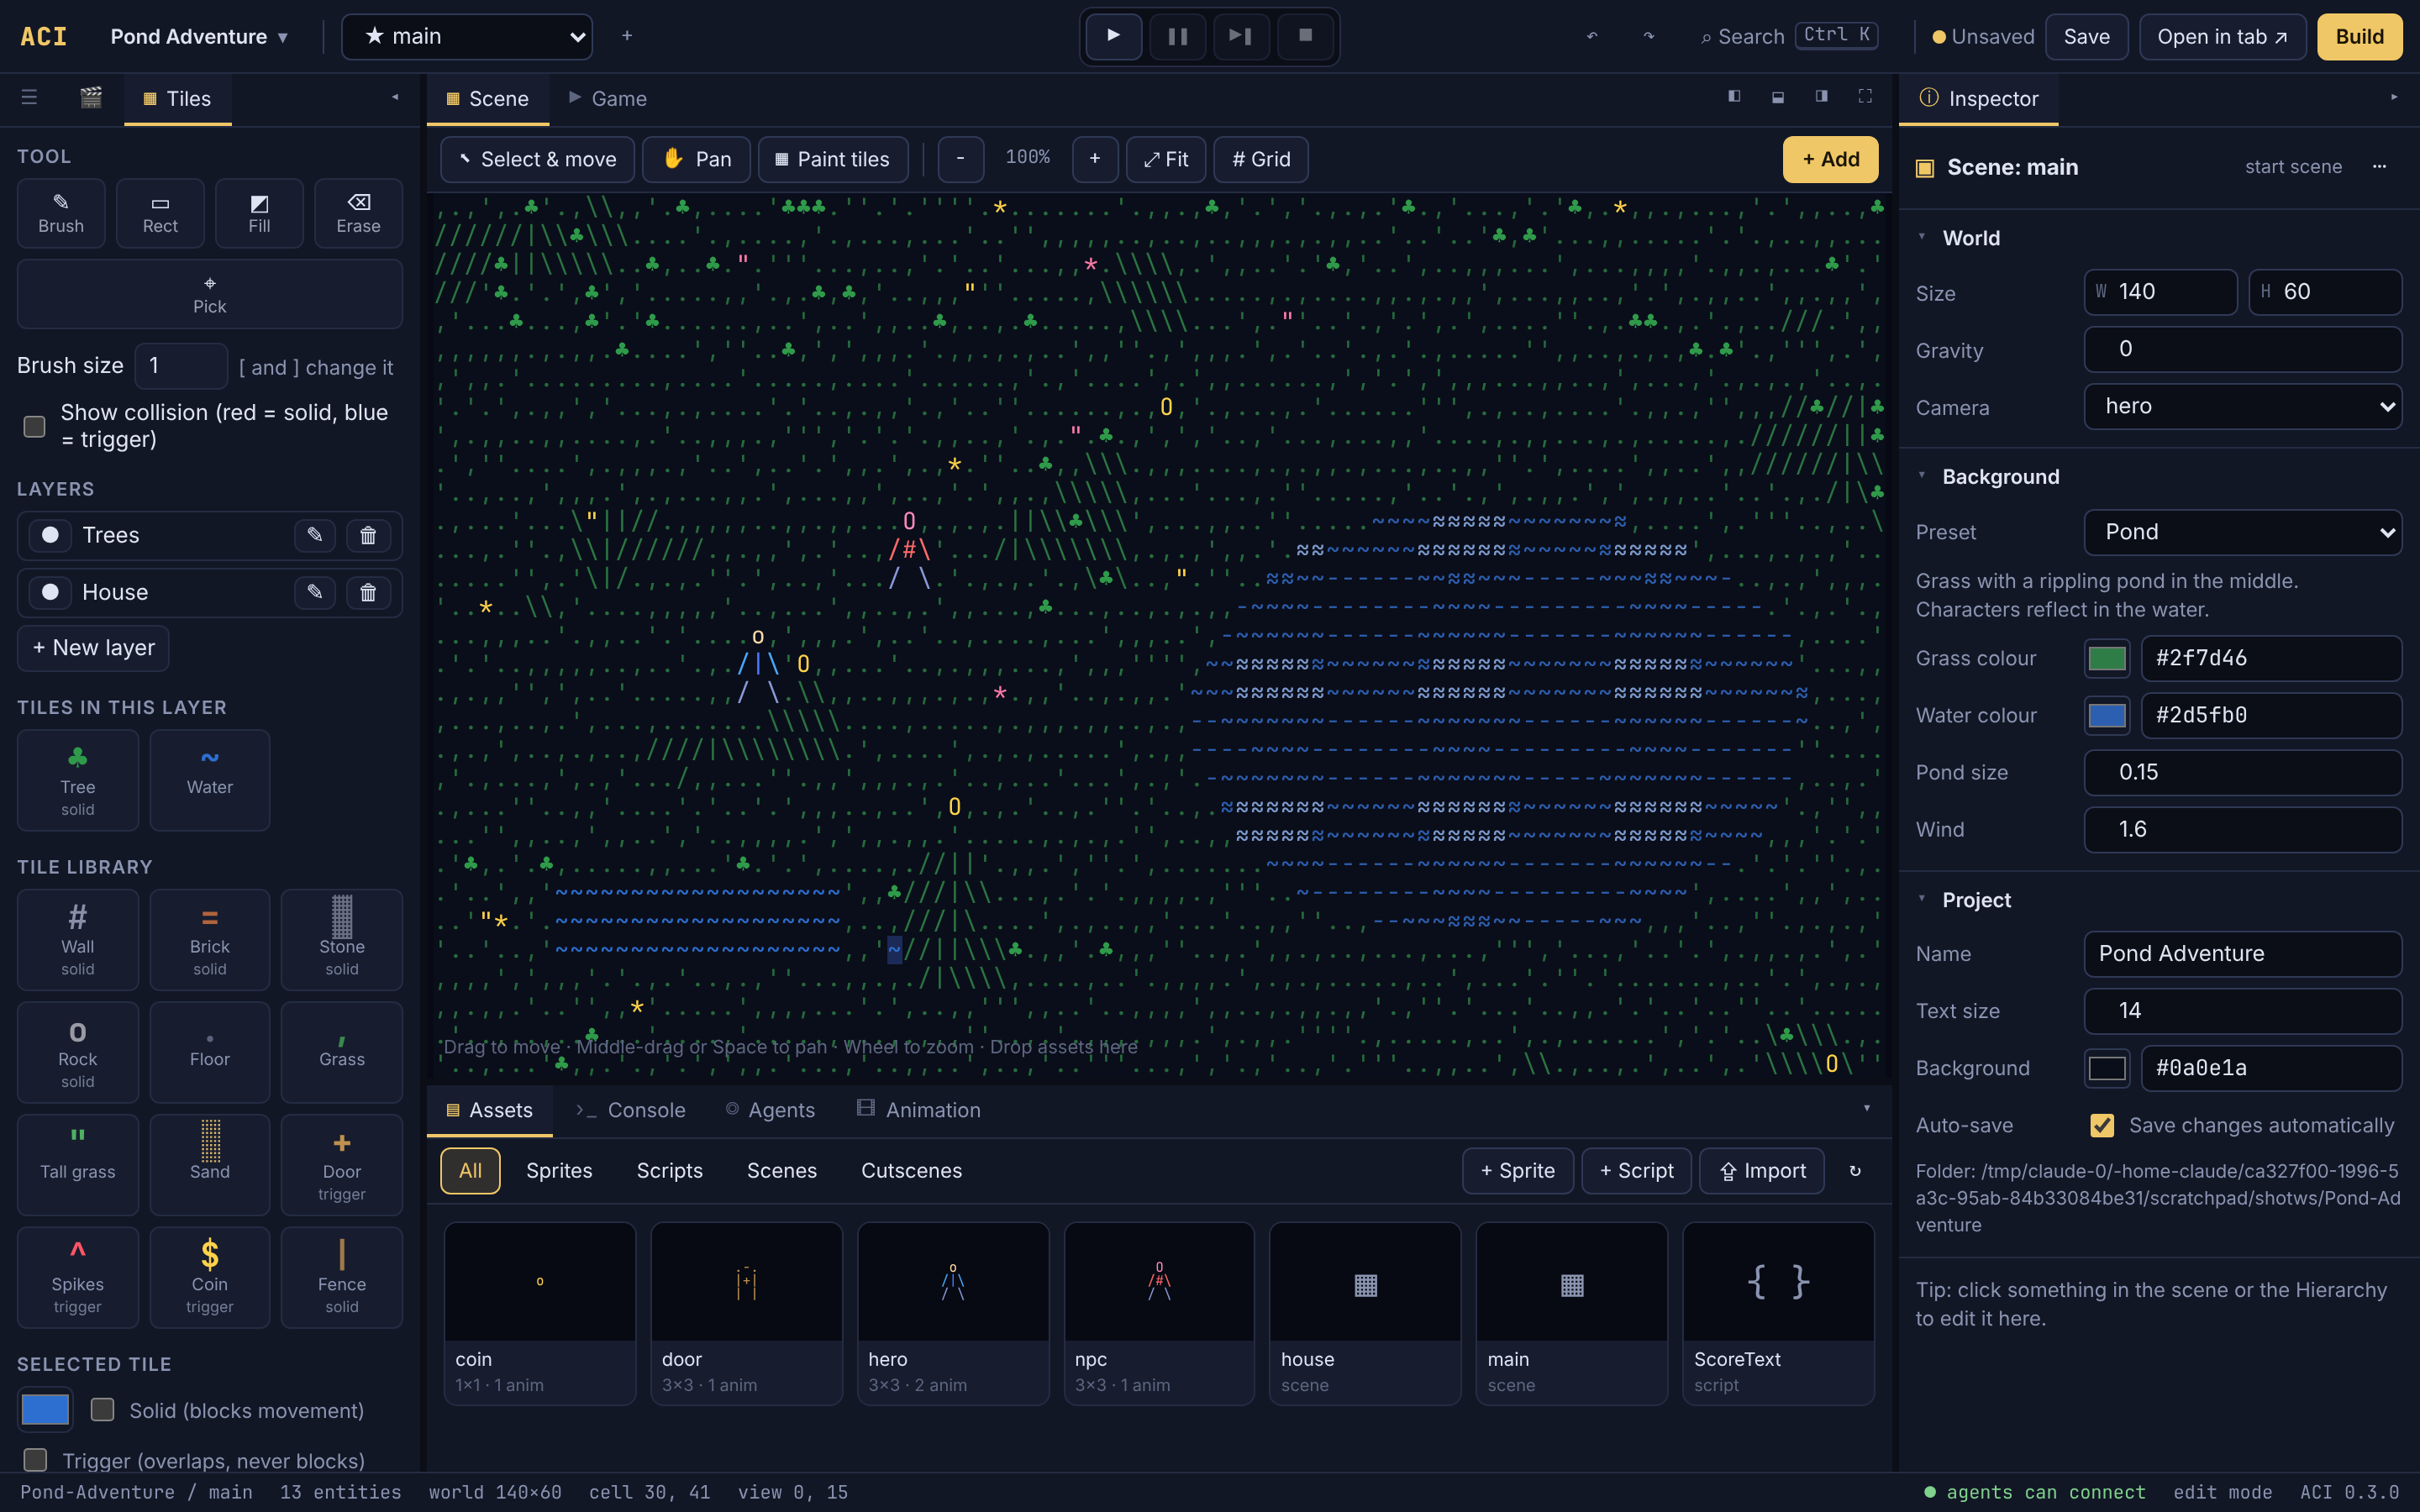 ACI Pond Adventure ▾ ★ main + Search Ctrl K Unsaved Save Open in tab ↗ Build
Tiles
Scene Game
Inspector
TOOL
Brush Rect Fill Erase
Pick
Brush size 1 [ and ] change it
Show collision (red = solid, blue
= trigger)
LAYERS
Trees
House
+ New layer
TILES IN THIS LAYER
Tree
solid
Water
TILE LIBRARY
Wall
solid
Brick
solid
Stone
solid
Rock
solid
Floor
Grass
Tall grass
Sand
Door
trigger
Spikes
trigger
Coin
trigger
Fence
solid
SELECTED TILE
Solid (blocks movement)
Trigger (overlaps, never blocks)
Select & move Pan Paint tiles - 100% + Fit # Grid + Add
Drag to move · Middle-drag or Space to pan · Wheel to zoom · Drop assets here
Assets Console Agents Animation
All Sprites Scripts Scenes Cutscenes + Sprite + Script Import
coin
1×1 · 1 anim
door
3×3 · 1 anim
hero
3×3 · 2 anim
npc
3×3 · 1 anim
house
scene
main
scene
{ }
ScoreText
script
Scene: main start scene
World
Size W 140 H 60
Gravity 0
Camera hero
Background
Preset Pond
Grass with a rippling pond in the middle.
Characters reflect in the water.
Grass colour #2f7d46
Water colour #2d5fb0
Pond size 0.15
Wind 1.6
Project
Name Pond Adventure
Text size 14
Background #0a0e1a
Auto-save Save changes automatically
Folder: /tmp/claude-0/-home-claude/ca327f00-1996-5
a3c-95ab-84b33084be31/scratchpad/shotws/Pond-Ad
venture
Tip: click something in the scene or the Hierarchy
to edit it here.
Pond-Adventure / main 13 entities world 140×60 cell 30, 41 view 0, 15 agents can connect edit mode ACI 0.3.0